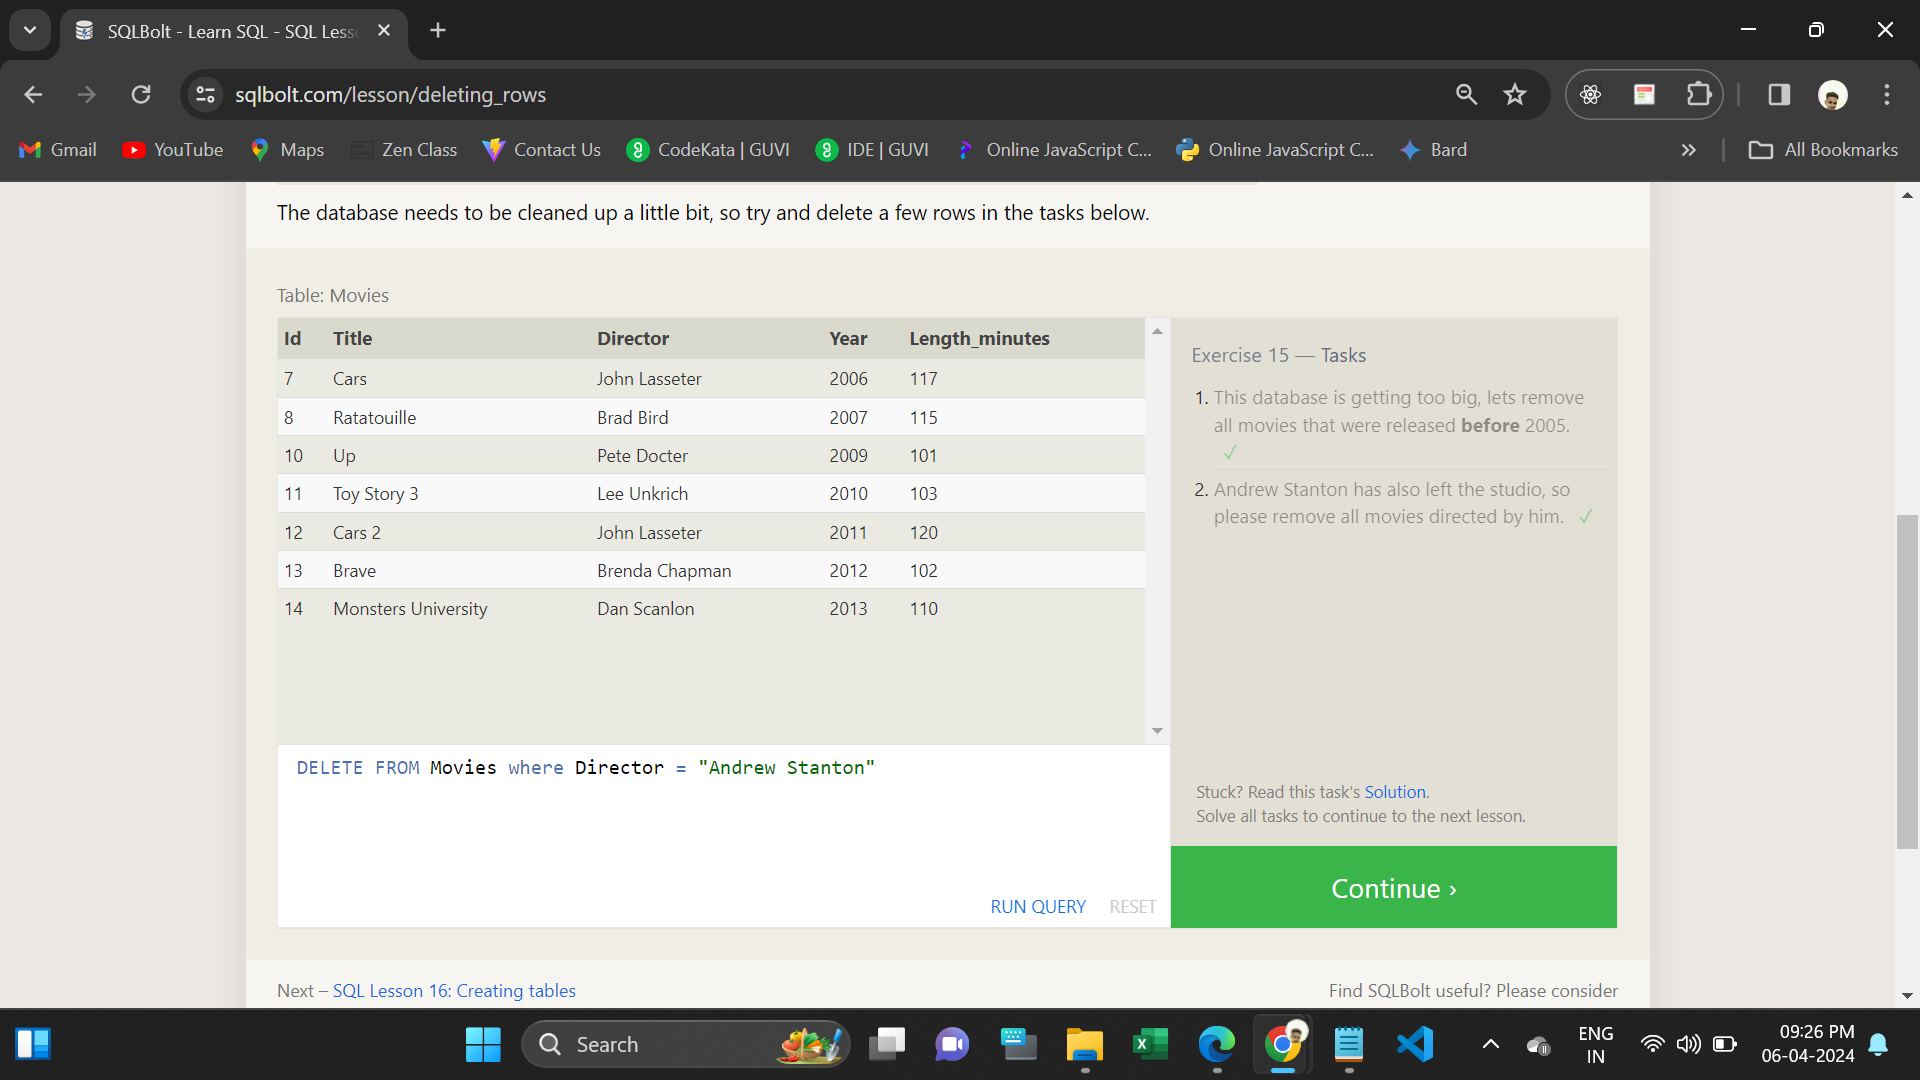 SQLBolt - Learn SQL - SQL Less
sqlbolt.com/lesson/deleting_rows
Gmail YouTube Maps Zen Class Contact Us CodeKata | GUVI IDE | GUVI Online JavaScript C... Online JavaScript C... Bard All Bookmarks
The database needs to be cleaned up a little bit, so try and delete a few rows in the tasks below.
Table: Movies
Id Title Director Year Length_minutes
7 Cars John Lasseter 2006 117
8 Ratatouille Brad Bird 2007 115
10 Up Pete Docter 2009 101
11 Toy Story 3 Lee Unkrich 2010 103
12 Cars 2 John Lasseter 2011 120
13 Brave Brenda Chapman 2012 102
14 Monsters University Dan Scanlon 2013 110
DELETE FROM Movies where Director = "Andrew Stanton"
RUN QUERY RESET
Exercise 15 — Tasks
1. This database is getting too big, lets remove
all movies that were released before 2005.
✓
2. Andrew Stanton has also left the studio, so
please remove all movies directed by him. ✓
Stuck? Read this task's Solution.
Solve all tasks to continue to the next lesson.
Continue ›
Next – SQL Lesson 16: Creating tables
Find SQLBolt useful? Please consider
Search
ENG
IN
09:26 PM
06-04-2024